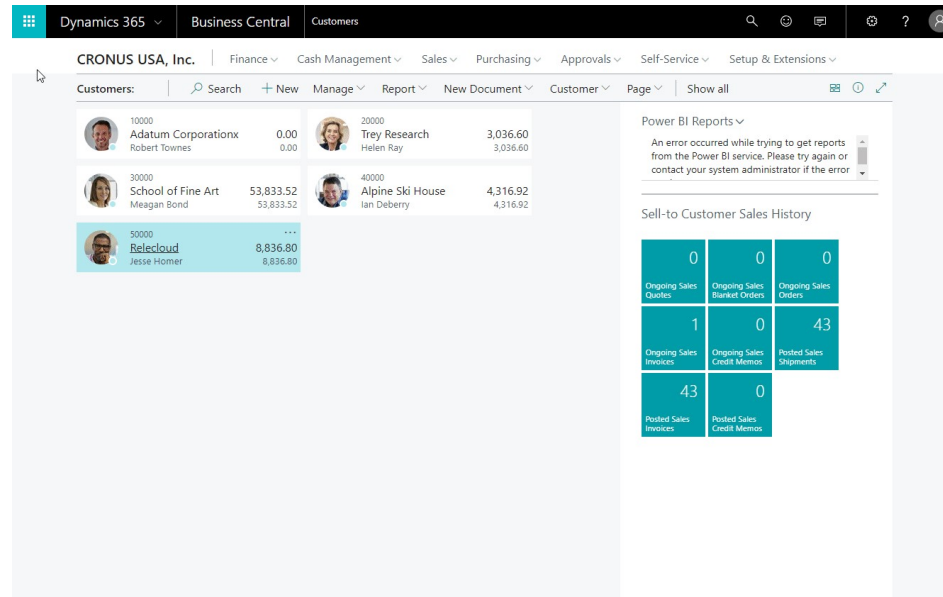 Dynamics 365 Business Central Customers ?
CRONUS USA, Inc. Finance Cash Management Sales Purchasing Approvals Self-Service Setup & Extensions
Customers: Search + New Manage Report New Document Customer Page Show all
10000
Adatum Corporationx 0.00
Robert Townes 0.00
20000
Trey Research 3,036.60
Helen Ray 3,036.60
30000
School of Fine Art 53,833.52
Meagan Bond 53,833.52
40000
Alpine Ski House 4,316.92
Ian Deberry 4,316.92
50000 ...
Relecloud 8,836.80
Jesse Homer 8,836.80
Power BI Reports
An error occurred while trying to get reports
from the Power BI service. Please try again or
contact your system administrator if the error
Sell-to Customer Sales History
0
Ongoing Sales
Quotes
0
Ongoing Sales
Blanket Orders
0
Ongoing Sales
Orders
1
Ongoing Sales
Invoices
0
Ongoing Sales
Credit Memos
43
Posted Sales
Shipments
43
Posted Sales
Invoices
0
Posted Sales
Credit Memos